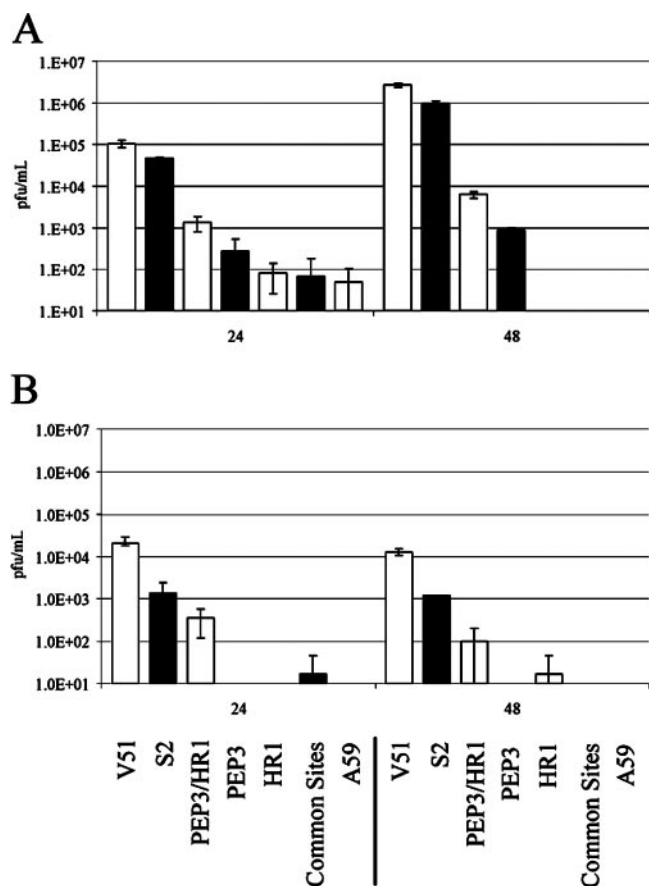 A
1.E+07
1.E+06
1.E+05
1.E+04
1.E+03
1.E+02
1.E+01
pfu/mL
24 48
B
1.0E+07
1.0E+06
1.0E+05
1.0E+04
1.0E+03
1.0E+02
1.0E+01
pfu/mL
24 48
V51
S2
PEP3/HR1
PEP3
HR1
Common Sites
A59
V51
S2
PEP3/HR1
PEP3
HR1
Common Sites
A59